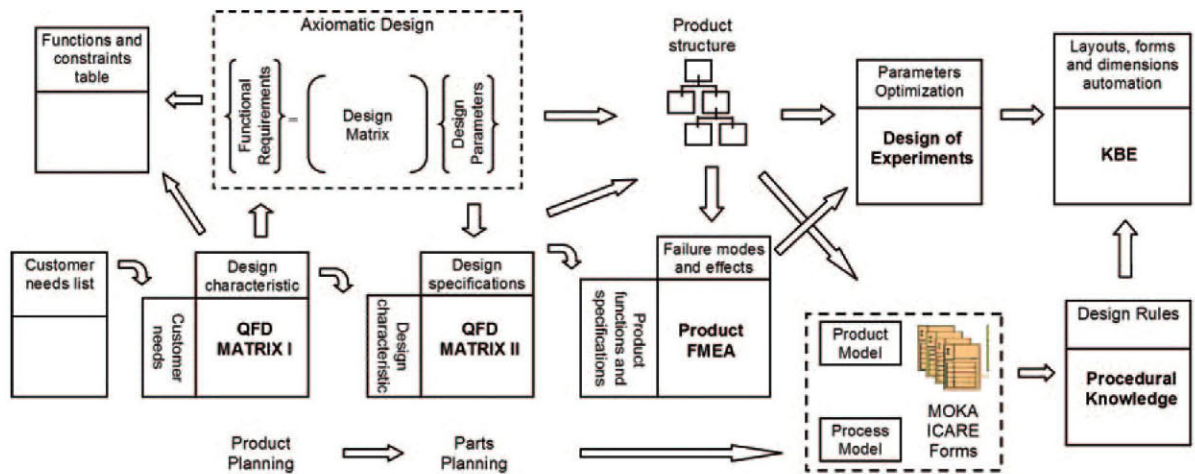 Axiomatic Design
Functions and
constraints
table
Functional
Requirements
=
Design
Matrix
Design
Parameters
Product
structure
Parameters
Optimization
Design of
Experiments
Layouts, forms
and dimensions
automation
KBE
Customer
needs list
Design
characteristic
Customer
needs
QFD
MATRIX I
Design
specifications
Design
characteristic
QFD
MATRIX II
Failure modes
and effects
Product
functions and
specifications
Product
FMEA
Product
Model
Process
Model
MOKA
ICARE
Forms
Design Rules
Procedural
Knowledge
Product
Planning
Parts
Planning